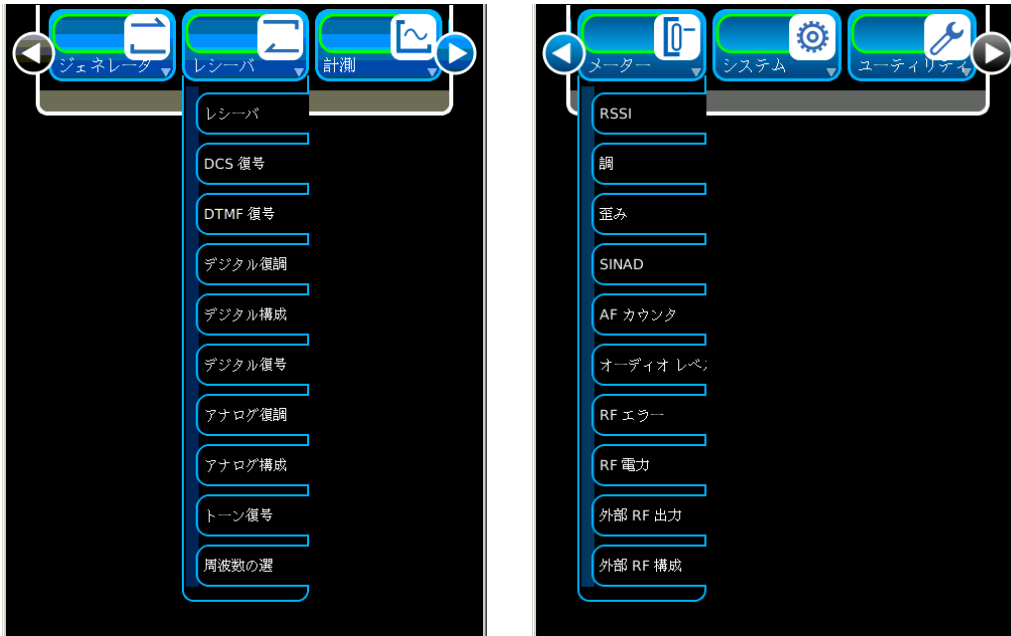 ジェネレータ
レシーバ
計測
レシーバ
DCS 復号
DTMF 復号
デジタル復調
デジタル構成
デジタル復号
アナログ復調
アナログ構成
トーン復号
周波数の選
メーター
システム
ユーティリティ
RSSI
調
歪み
SINAD
AF カウンタ
オーディオ レベ
RF エラー
RF 電力
外部 RF 出力
外部 RF 構成